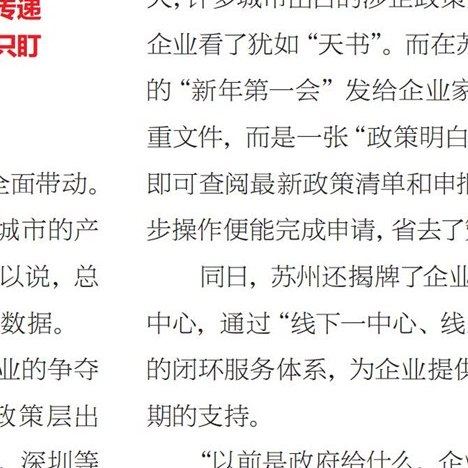 传递
只盯
全面带动。
城市的产
以说，总
数据。
业的争夺
政策层出
、深圳等
天，许多城市出台的涉企政策
企业看了犹如“天书”。而在苏
的“新年第一会”发给企业家
重文件，而是一张“政策明白
即可查阅最新政策清单和申报
步操作便能完成申请，省去了
同日，苏州还揭牌了企业
中心，通过“线下一中心、线
的闭环服务体系，为企业提供
期的支持。
“以前是政府给什么，企业